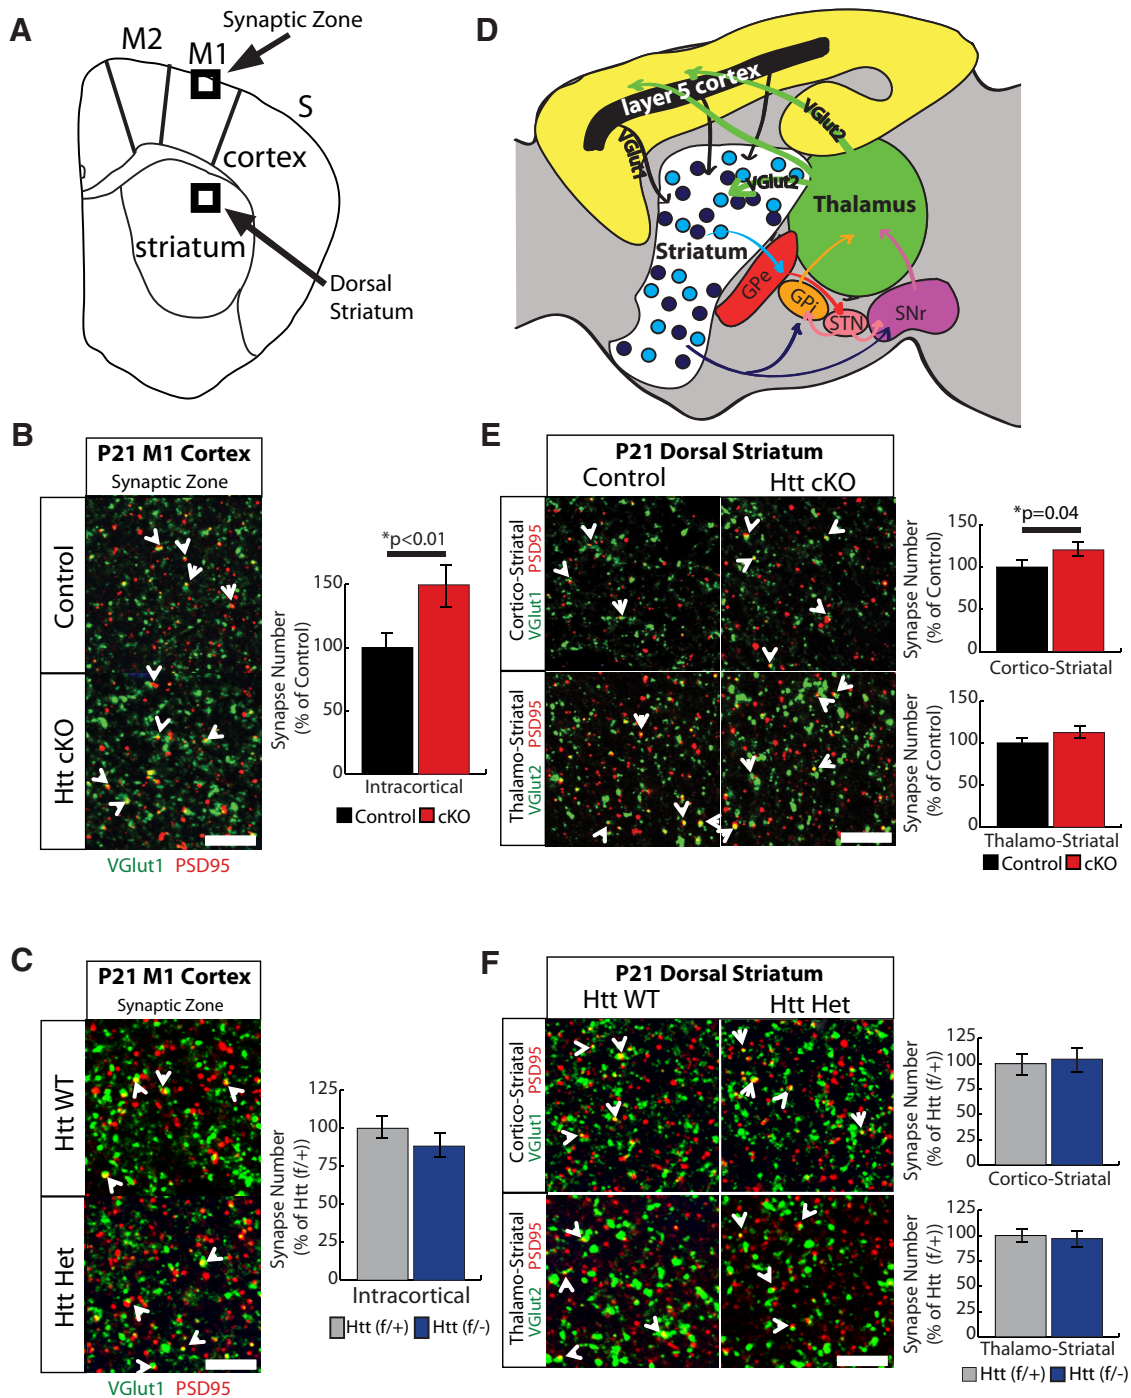 A
Synaptic Zone
M2
M1
S
cortex
striatum
Dorsal
Striatum
D
layer 5 cortex
VGlut1
VGlut2
VGlut2
Thalamus
Striatum
GPe
GPi
STN
SNr
B
P21 M1 Cortex
Synaptic Zone
Control
Htt cKO
VGlut1 PSD95
*p<0.01
Synapse Number
(% of Control)
150
100
50
0
Intracortical
Control cKO
E
P21 Dorsal Striatum
Control Htt cKO
Cortico-Striatal
VGlut1 PSD95
Thalamo-Striatal
VGlut2 PSD95
*p=0.04
Synapse Number
(% of Control)
150
100
50
0
Cortico-Striatal
Synapse Number
(% of Control)
150
100
50
0
Thalamo-Striatal
Control cKO
C
P21 M1 Cortex
Synaptic Zone
Htt WT
Htt Het
VGlut1 PSD95
Synapse Number
(% of Htt (f/+))
125
100
75
50
25
0
Intracortical
Htt (f/+) Htt (f/-)
F
P21 Dorsal Striatum
Htt WT Htt Het
Cortico-Striatal
VGlut1 PSD95
Thalamo-Striatal
VGlut2 PSD95
Synapse Number
(% of Htt (f/+))
125
100
75
50
25
0
Cortico-Striatal
Synapse Number
(% of Htt (f/+))
125
100
75
50
25
0
Thalamo-Striatal
Htt (f/+) Htt (f/-)